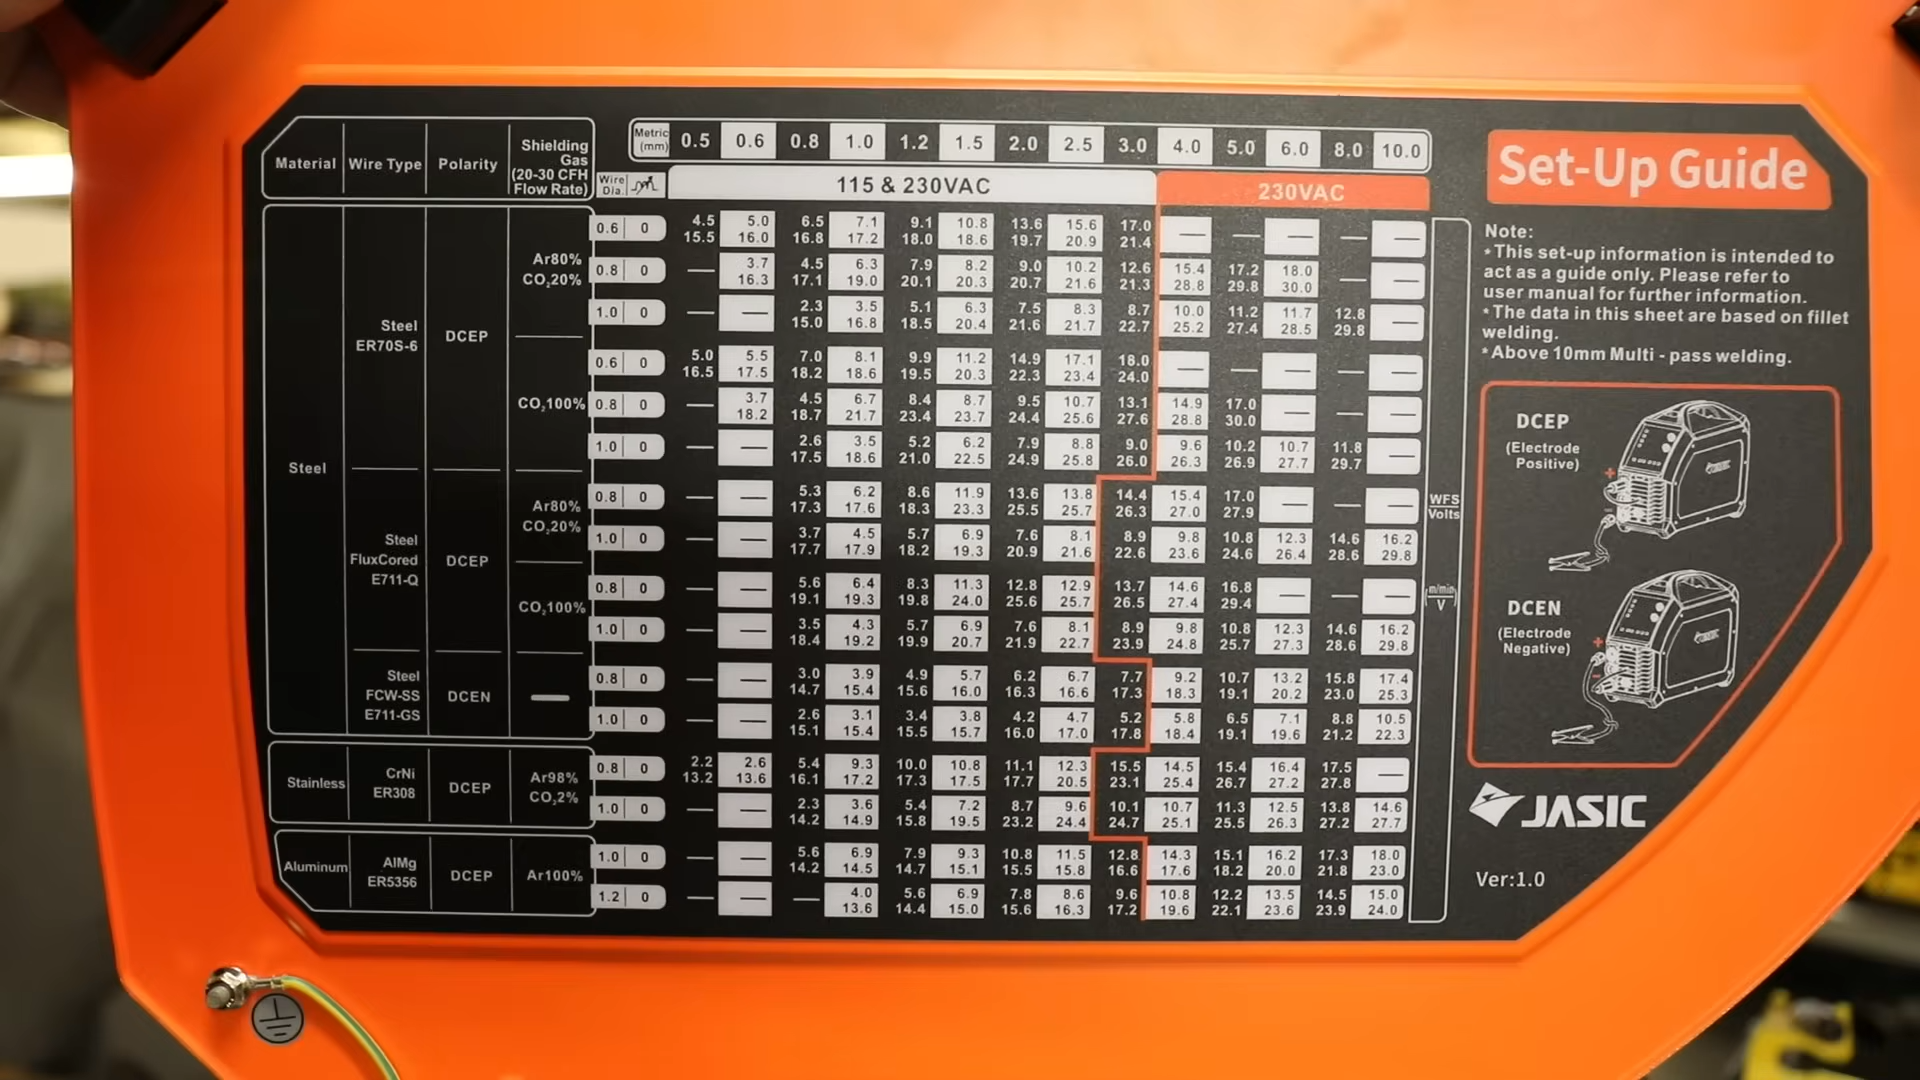 Material Wire Type Polarity Shielding Gas (20-30 CFH Flow Rate)
Metric (mm) 0.5 0.6 0.8 1.0 1.2 1.5 2.0 2.5 3.0 4.0 5.0 6.0 8.0 10.0
Wire Dia. 115 & 230VAC 230VAC
Steel
Steel ER70S-6
DCEP
Ar80% CO2 20%
0.6 0 4.5 5.0 6.5 7.1 9.1 10.8 13.6 15.6 17.0 — — — — —
15.5 16.0 16.8 17.2 18.0 18.6 19.7 20.9 21.4
0.8 0 — 3.7 4.5 6.3 7.9 8.2 9.0 10.2 12.6 15.4 17.2 18.0 — —
16.3 17.1 19.0 20.1 20.3 20.7 21.6 21.3 28.8 29.8 30.0
1.0 0 — — 2.3 3.5 5.1 6.3 7.5 8.3 8.7 10.0 11.2 11.7 12.8 —
15.0 16.8 18.5 20.4 21.6 21.7 22.7 25.2 27.4 28.5 29.8
CO2 100%
0.6 0 5.0 5.5 7.0 8.1 9.9 11.2 14.9 17.1 18.0 — — — — —
16.5 17.5 18.2 18.6 19.5 20.3 22.3 23.4 24.0
0.8 0 — 3.7 4.5 6.7 8.4 8.7 9.5 10.7 13.1 14.9 17.0 — — —
18.2 18.7 21.7 23.4 23.7 24.4 25.6 27.6 28.8 30.0
1.0 0 — — 2.6 3.5 5.2 6.2 7.9 8.8 9.0 9.6 10.2 10.7 11.8 —
17.5 18.6 21.0 22.5 24.9 25.8 26.0 26.3 26.9 27.7 29.7
Steel FluxCored E711-Q
DCEP
Ar80% CO2 20%
0.8 0 — — 5.3 6.2 8.6 11.9 13.6 13.8 14.4 15.4 17.0 — — —
17.3 17.6 18.3 23.3 25.5 25.7 26.3 27.0 27.9
1.0 0 — — 3.7 4.5 5.7 6.9 7.6 8.1 8.9 9.8 10.8 12.3 14.6 16.2
17.7 17.9 18.2 19.3 20.9 21.6 22.6 23.6 24.6 26.4 28.6 29.8
CO2 100%
0.8 0 — — 5.6 6.4 8.3 11.3 12.8 12.9 13.7 14.6 16.8 — — —
19.1 19.3 19.8 24.0 25.6 25.7 26.5 27.4 29.4
1.0 0 — — 3.5 4.3 5.7 6.9 7.6 8.1 8.9 9.8 10.8 12.3 14.6 16.2
18.4 19.2 19.9 20.7 21.9 22.7 23.9 24.8 25.7 27.3 28.6 29.8
Steel FCW-SS E711-GS
DCEN
—
0.8 0 — — 3.0 3.9 4.9 5.7 6.2 6.7 7.7 9.2 10.7 13.2 15.8 17.4
14.7 15.4 15.6 16.0 16.3 16.6 17.3 18.3 19.1 20.2 23.0 25.3
1.0 0 — — 2.6 3.1 3.4 3.8 4.2 4.7 5.2 5.8 6.5 7.1 8.8 10.5
15.1 15.4 15.5 15.7 16.0 17.0 17.8 18.4 19.1 19.6 21.2 22.3
Stainless
CrNi ER308
DCEP
Ar98% CO2 2%
0.8 0 2.2 2.6 5.4 9.3 10.0 10.8 11.1 12.3 15.5 14.5 15.4 16.4 17.5 —
13.2 13.6 16.1 17.2 17.3 17.5 17.7 20.5 23.1 25.4 26.7 27.2 27.8
1.0 0 — — 2.3 3.6 5.4 7.2 8.7 9.6 10.1 10.7 11.3 12.5 13.8 14.6
14.2 14.9 15.8 19.5 23.2 24.4 24.7 25.1 25.5 26.3 27.2 27.7
Aluminum
AlMg ER5356
DCEP
Ar100%
1.0 0 — — 5.6 6.9 7.9 9.3 10.8 11.5 12.8 14.3 15.1 16.2 17.3 18.0
14.2 14.5 14.7 15.1 15.5 15.8 16.6 17.6 18.2 20.0 21.8 23.0
1.2 0 — — — 4.0 5.6 6.9 7.8 8.6 9.6 10.8 12.2 13.5 14.5 15.0
13.6 14.4 15.0 15.6 16.3 17.2 19.6 22.1 23.6 23.9 24.0
WFS
Volts
(m/min)
V
Set-Up Guide
Note:
*This set-up information is intended to
act as a guide only. Please refer to
user manual for further information.
*The data in this sheet are based on fillet
welding.
*Above 10mm Multi - pass welding.
DCEP
(Electrode
Positive)
+
DCEN
(Electrode
Negative)
+
-
JASIC
Ver:1.0